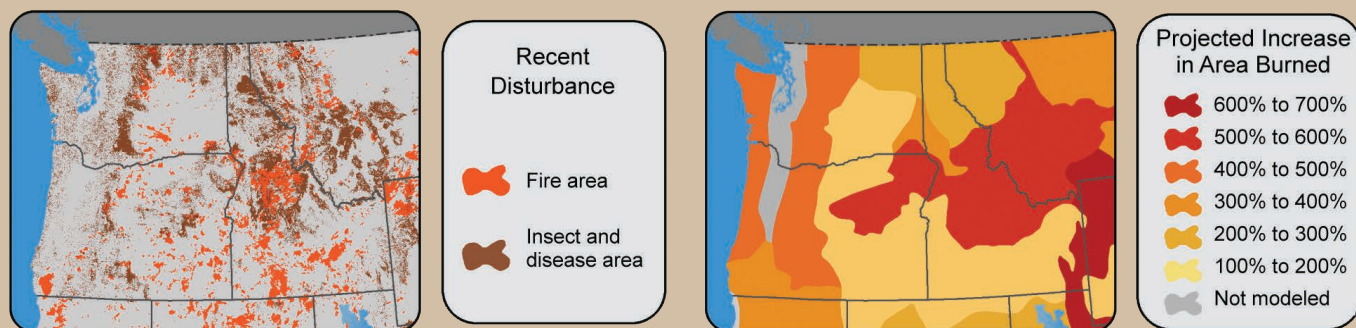 Recent
Disturbance
Fire area
Insect and
disease area
Projected Increase
in Area Burned
600% to 700%
500% to 600%
400% to 500%
300% to 400%
200% to 300%
100% to 200%
Not modeled